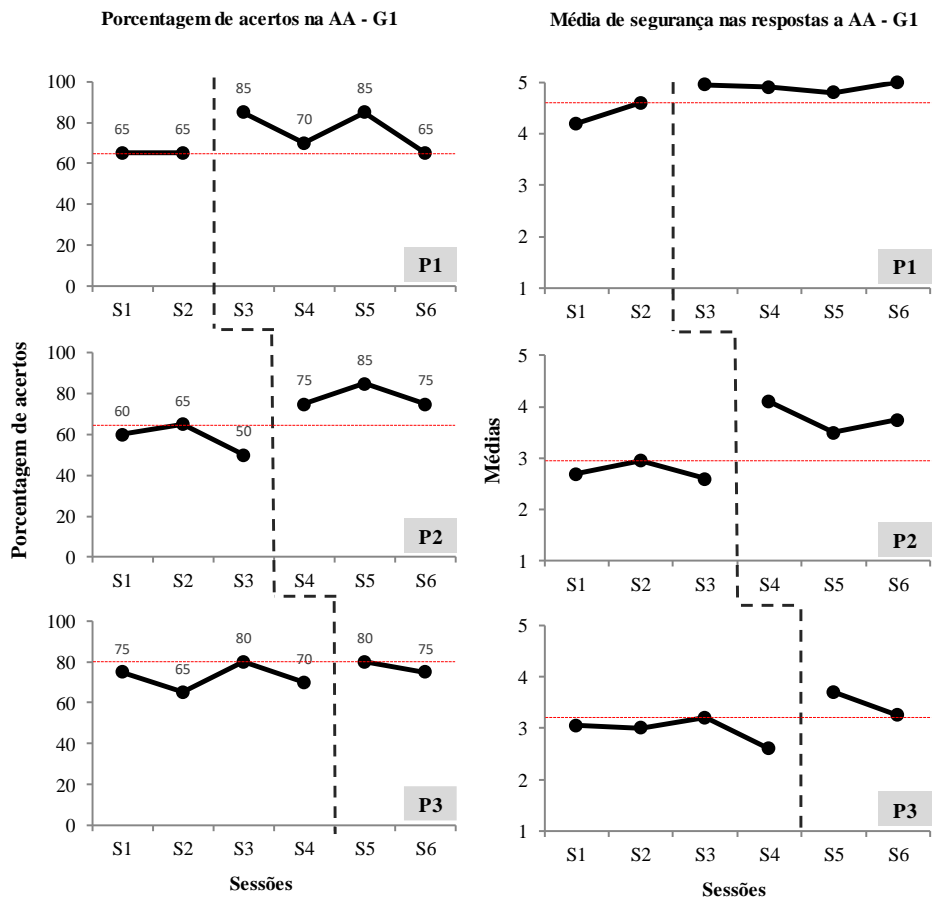 Porcentagem de acertos na AA - G1
Média de segurança nas respostas a AA - G1
Porcentagem de acertos
100
80
60
40
20
0
65
65
85
70
85
65
P1
S1 S2 S3 S4 S5 S6
100
80
60
40
20
0
60
65
50
75
85
75
P2
S1 S2 S3 S4 S5 S6
100
80
60
40
20
0
75
65
80
70
80
75
P3
S1 S2 S3 S4 S5 S6
Sessões
Médias
5
4
3
2
1
P1
S1 S2 S3 S4 S5 S6
5
4
3
2
1
P2
S1 S2 S3 S4 S5 S6
5
4
3
2
1
P3
S1 S2 S3 S4 S5 S6
Sessões